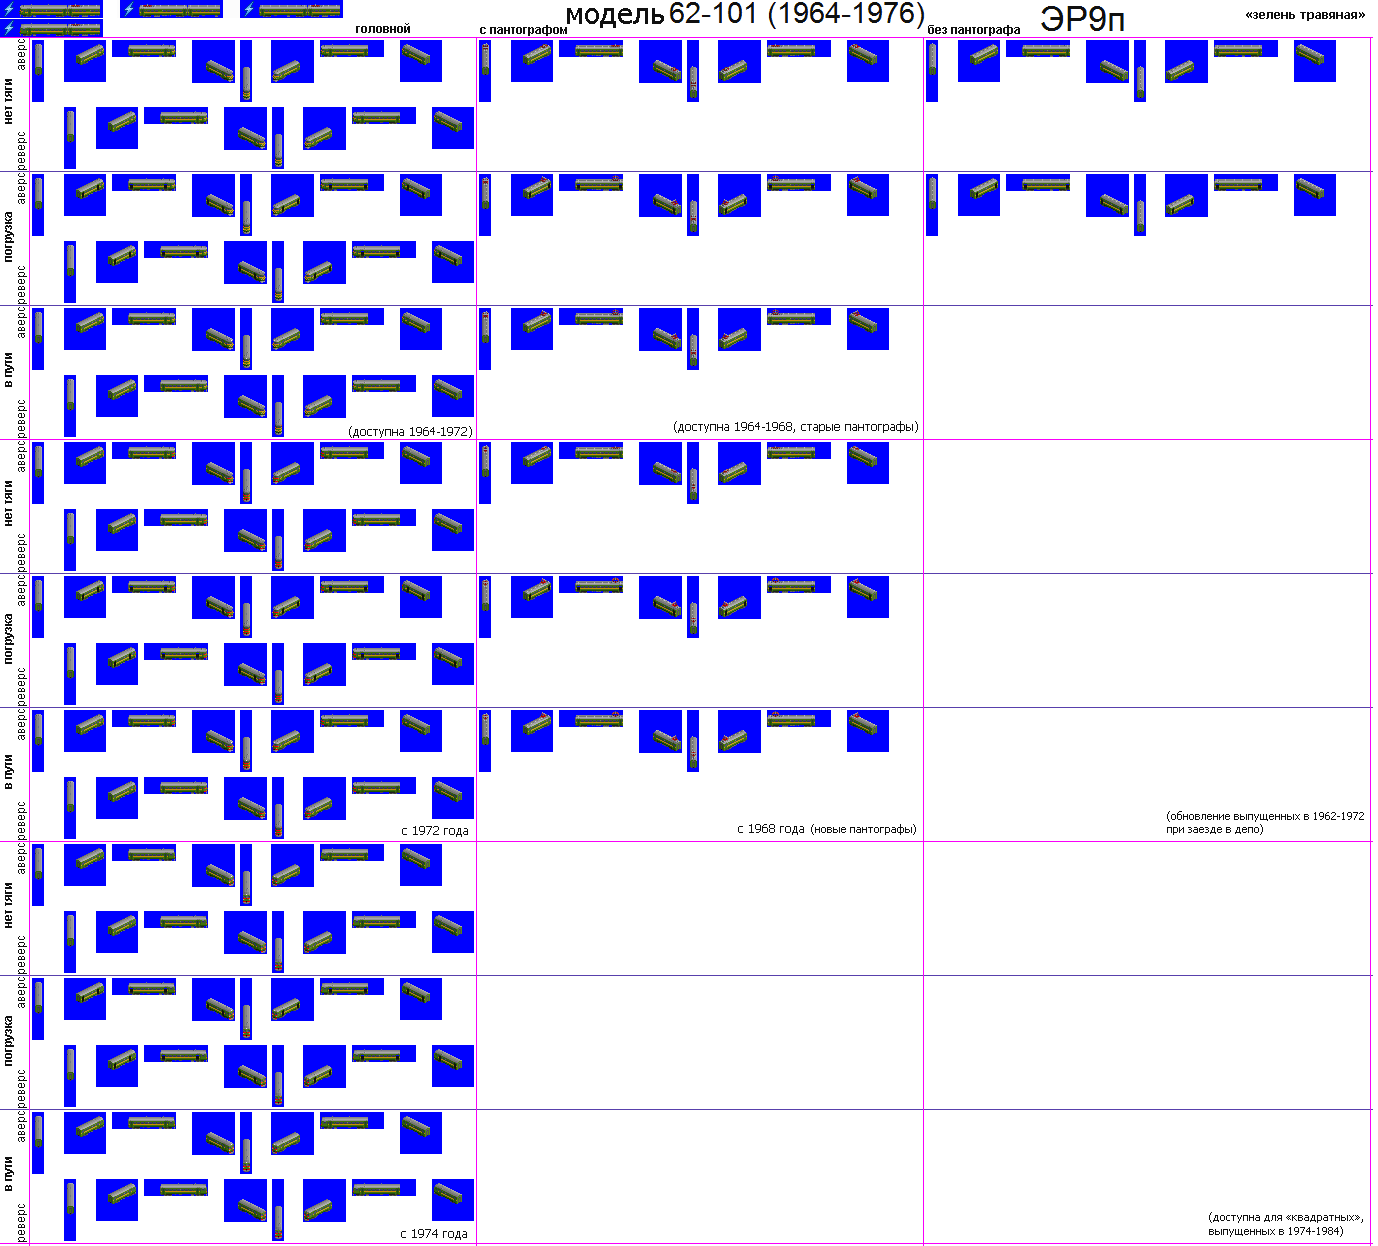 модель 62-101 (1964-1976)
ЭР9п
«зелень травяная»
головной
с пантографом
без пантографа
нет тяги
аверс
реверс
погрузка
аверс
реверс
в пути
аверс
реверс
(доступна 1964-1972)
(доступна 1964-1968, старые пантографы)
нет тяги
аверс
реверс
погрузка
аверс
реверс
в пути
аверс
реверс
с 1972 года
с 1968 года (новые пантографы)
(обновление выпущенных в 1962-1972
при заезде в депо)
нет тяги
аверс
реверс
погрузка
аверс
реверс
в пути
аверс
реверс
с 1974 года
(доступна для «квадратных»,
выпущенных в 1974-1984)